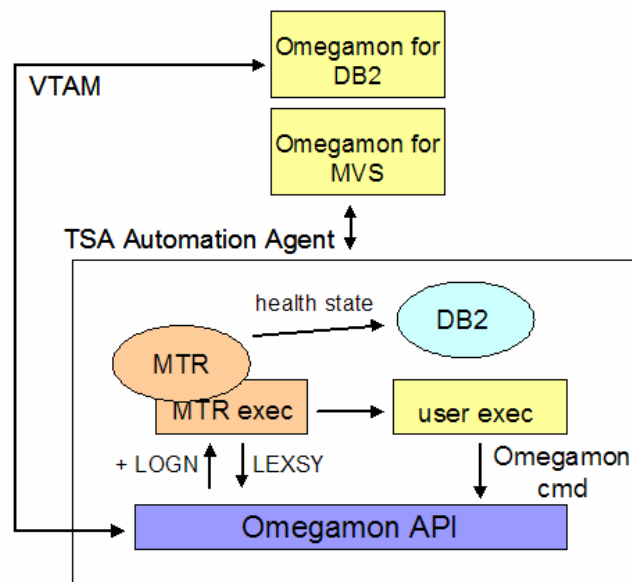 Omegamon for
DB2
VTAM
Omegamon for
MVS
TSA Automation Agent
health state
DB2
MTR
MTR exec
user exec
+ LOGN
LEXSY
Omegamon
cmd
Omegamon API